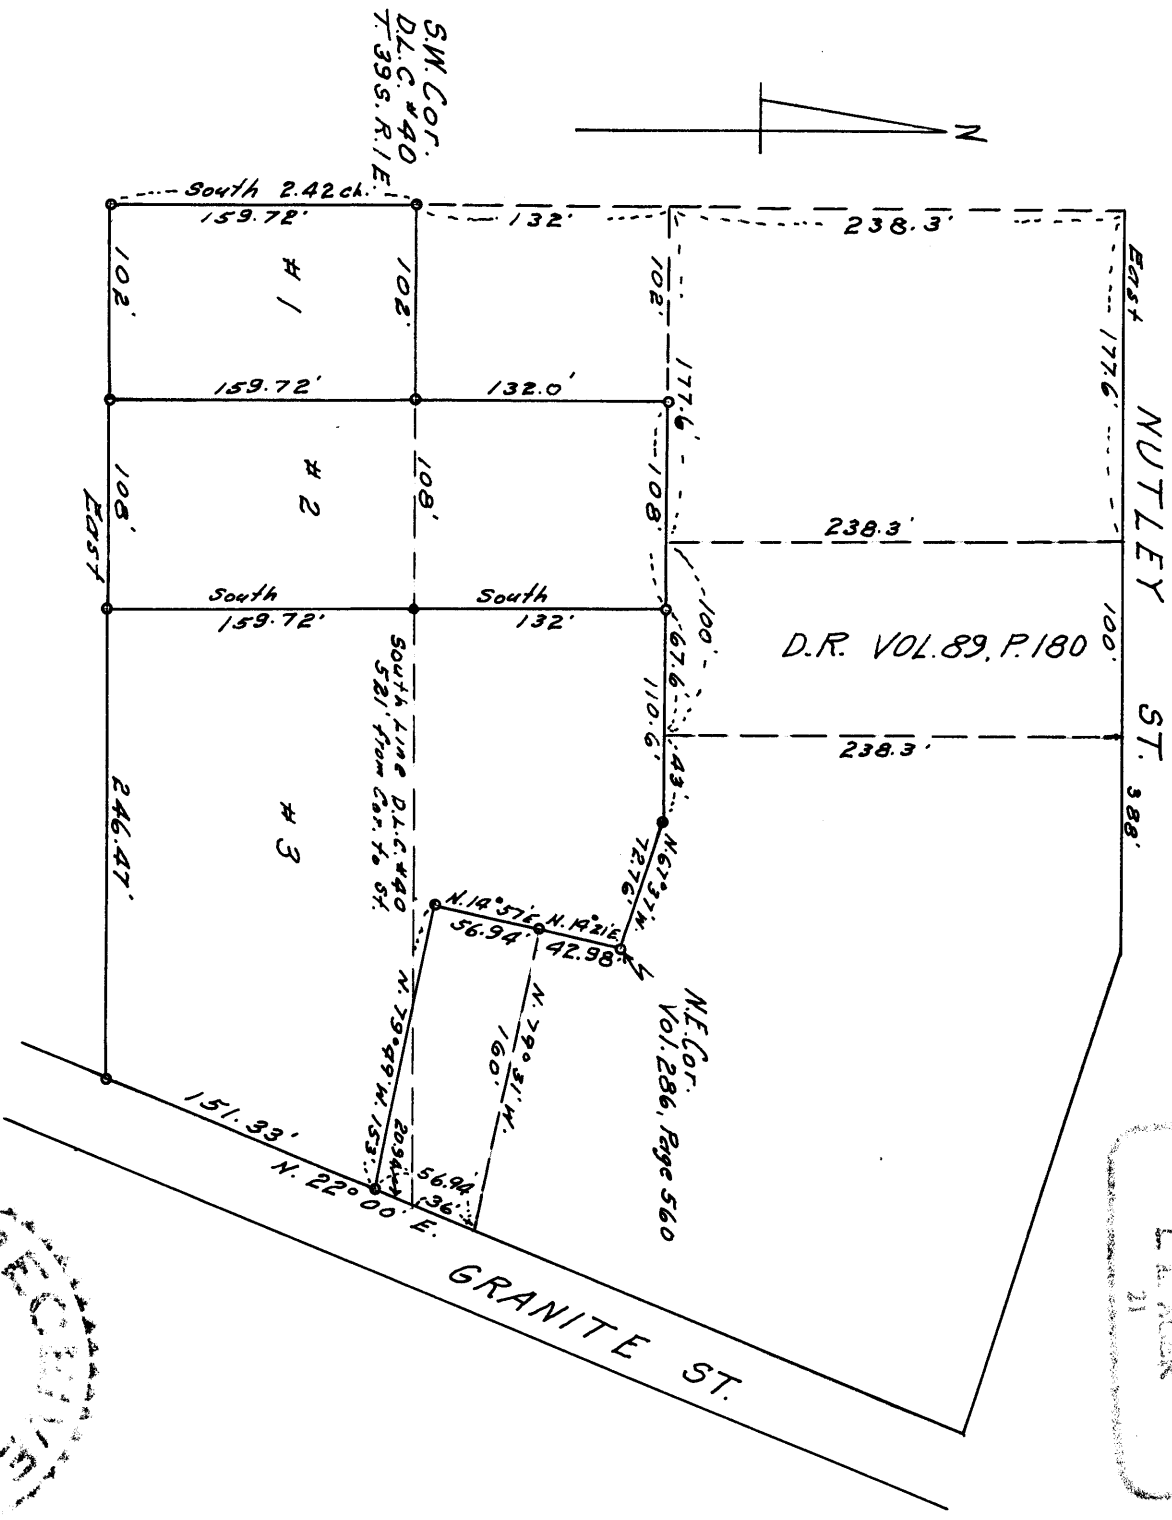 S.W. Cor.
D.L.C. #40
T. 39 S. R. 1 E.
N
South 2.42 ch.
159.72'
132'
238.3'
East
177.6'
NUTLEY ST.
100'
388'
102'
# 1
102'
102'
177.6'
159.72'
132.0'
108'
# 2
108'
108'
238.3'
100'
D.R. VOL. 89, P. 180
East
South
159.72'
South
132'
67.6'
110.6'
43'
238.3'
South Line D.L.C. #40
521' from Cor. to St.
246.47'
# 3
N. 67° 37' W.
72.76'
N. 14° 57' E.
56.94'
N. 14° 21' E.
42.98'
N.E. Cor.
Vol. 286, Page 560
N. 79° 49' W. 153'
N. 79° 31' W.
160'
20.94'
56.94'
36'
151.33'
N. 22° 00' E.
GRANITE ST.
21